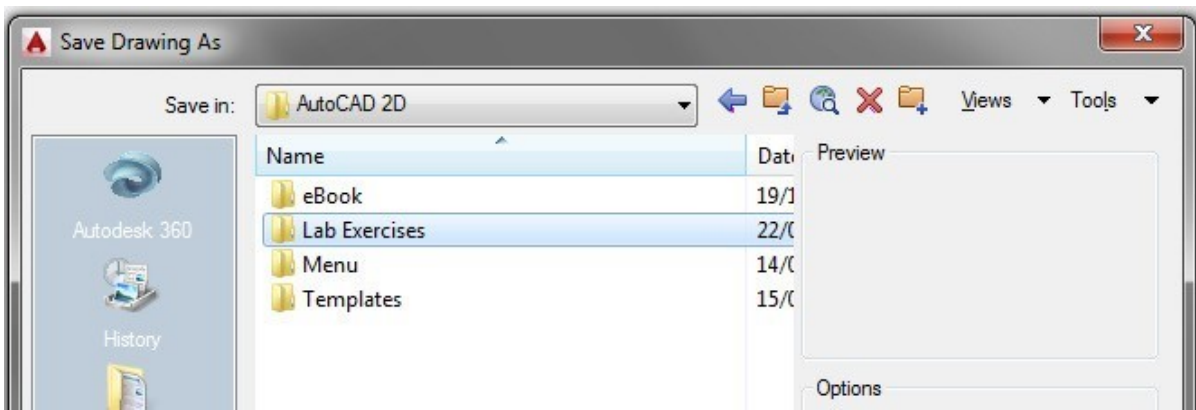 Save Drawing As
Save in: AutoCAD 2D Views Tools
Name Date Preview
eBook 19/1
Autodesk 360 Lab Exercises 22/0
Menu 14/0
Templates 15/0
History
Options